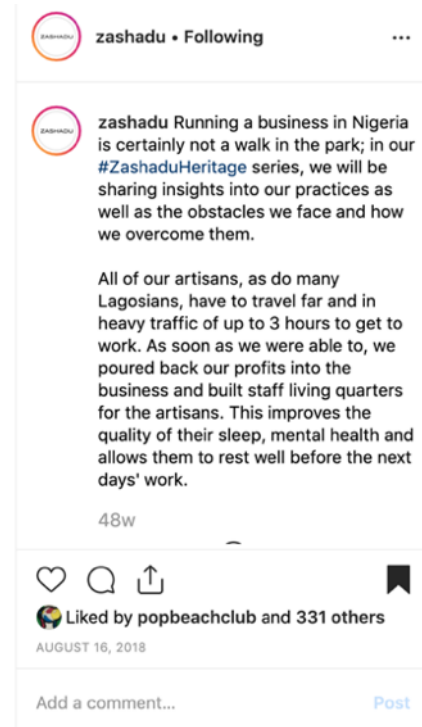 ZASHADU
zashadu • Following
ZASHADU
zashadu Running a business in Nigeria
is certainly not a walk in the park; in our
#ZashaduHeritage series, we will be
sharing insights into our practices as
well as the obstacles we face and how
we overcome them.
All of our artisans, as do many
Lagosians, have to travel far and in
heavy traffic of up to 3 hours to get to
work. As soon as we were able to, we
poured back our profits into the
business and built staff living quarters
for the artisans. This improves the
quality of their sleep, mental health and
allows them to rest well before the next
days' work.
48w
Liked by popbeachclub and 331 others
AUGUST 16, 2018
Add a comment... Post